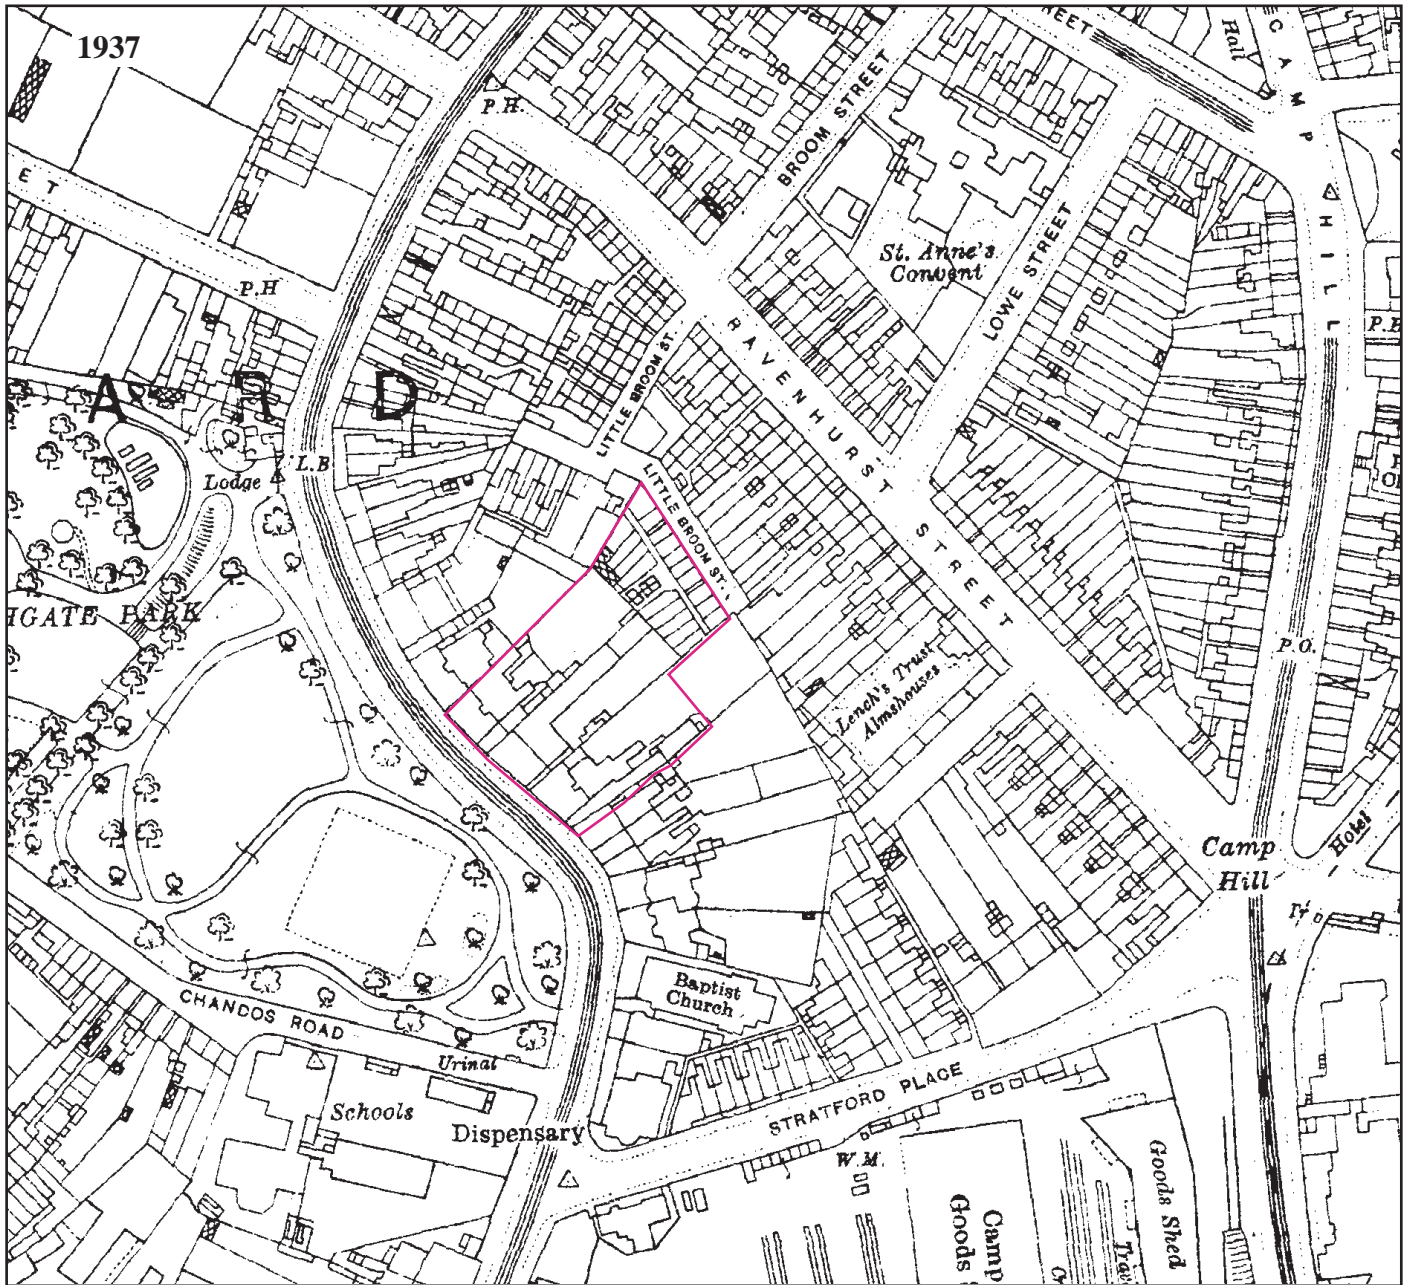 1937
P.H.
BROOM STREET
REET
Hall
CAMP HILL
ET
P.H
St. Anne's
Convent
LOWE STREET
RAVENHURST STREET
LITTLE BROOM ST.
A R D
L.B
Lodge
LITTLE BROOM ST.
HGATE PARK
P.O.
Lench's Trust
Almshouses
Camp
Hill
Hotel
Baptist
Church
CHANDOS ROAD
Urinal
Schools
Dispensary
STRATFORD PLACE
W.M.
Camp
Goods
Goods Shed